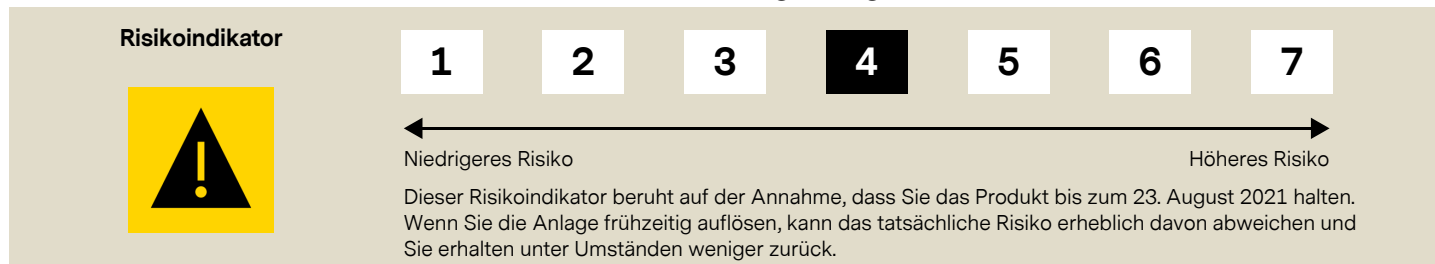 Risikoindikator
1 2 3 4 5 6 7
Niedrigeres Risiko Höheres Risiko
Dieser Risikoindikator beruht auf der Annahme, dass Sie das Produkt bis zum 23. August 2021 halten.
Wenn Sie die Anlage frühzeitig auflösen, kann das tatsächliche Risiko erheblich davon abweichen und
Sie erhalten unter Umständen weniger zurück.